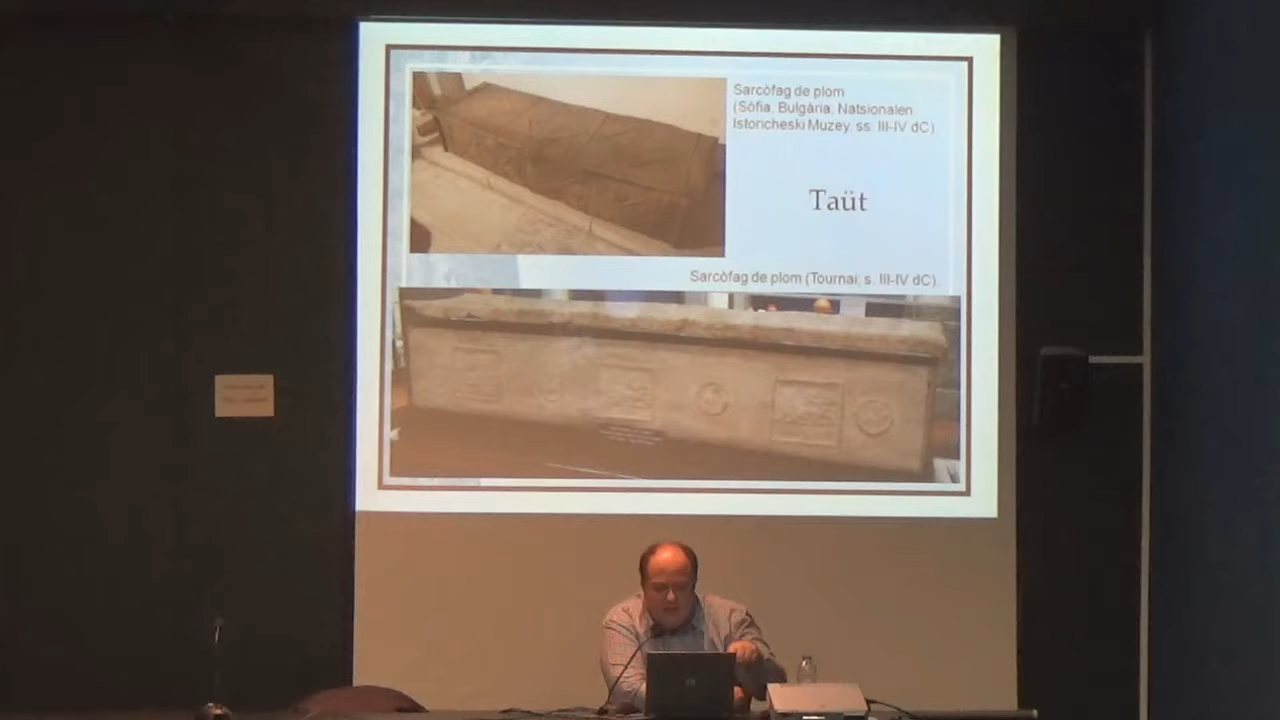 Sarcòfag de plom
(Sòfia, Bulgària; Natsionalen
Istoricheski Muzey. ss. III-IV dC).
Taüt
Sarcòfag de plom (Tournai; s. III-IV dC).